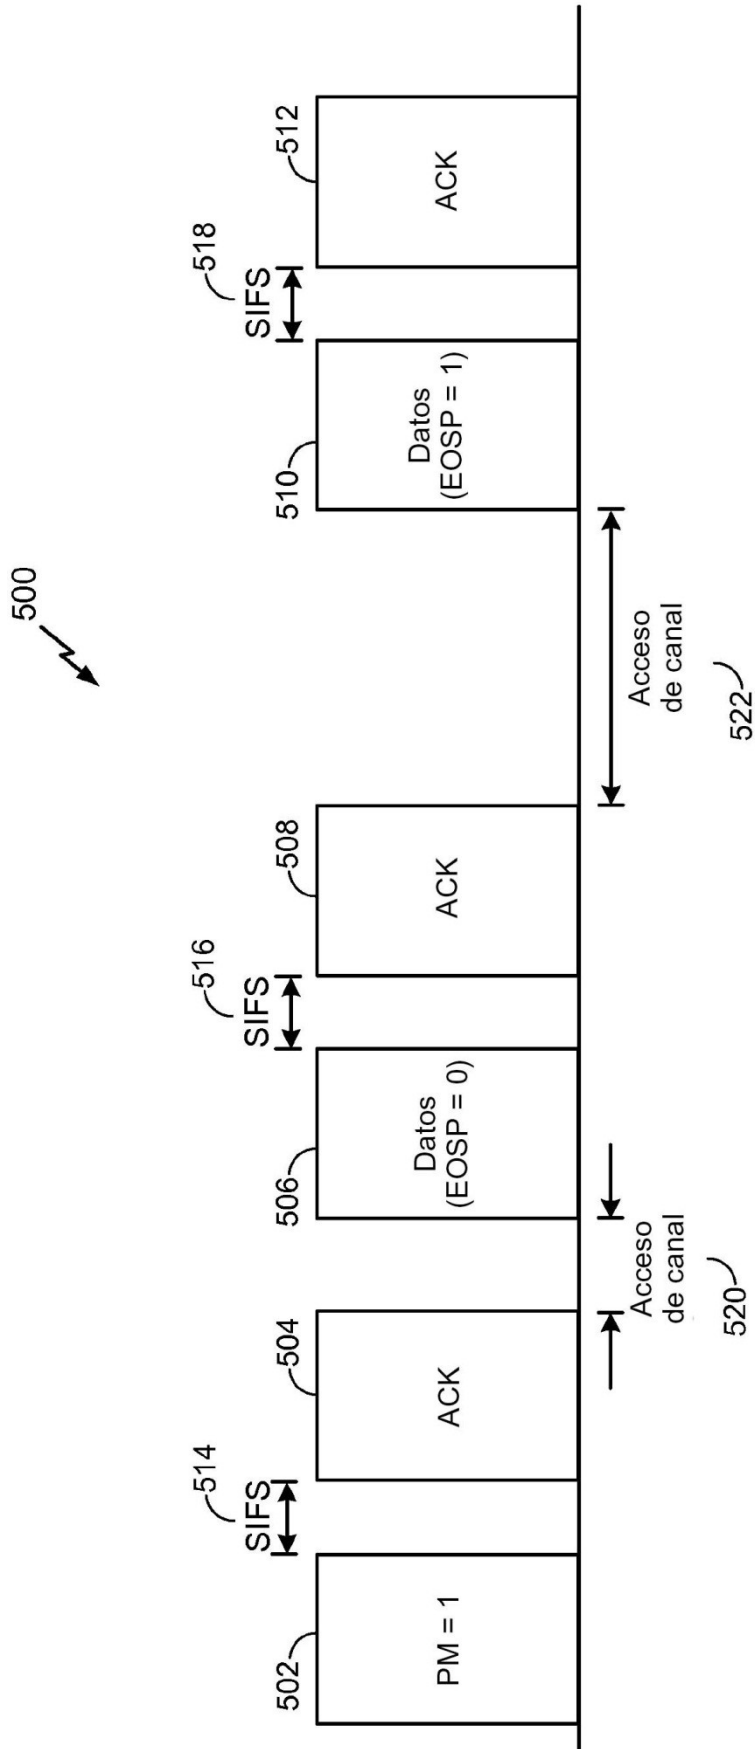 500
514
SIFS
516
SIFS
518
SIFS
502
504
506
508
510
512
PM = 1
ACK
Datos
(EOSP = 0)
ACK
Datos
(EOSP = 1)
ACK
Acceso
de canal
520
Acceso
de canal
522